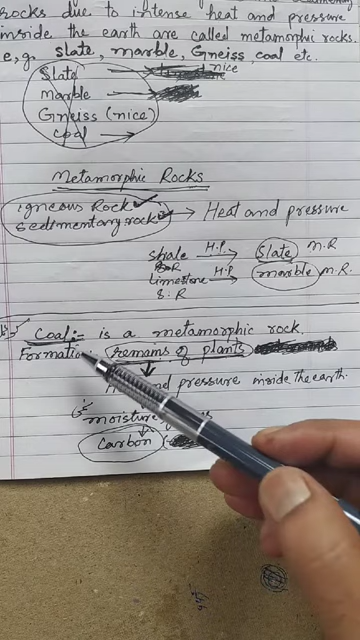 rocks due to intense heat and pressure
inside the earth are called metamorphic rocks.
e,g, slate, marble, Gneiss coal etc.
Slate nice
marble
Gneiss (nice)
coal →
Metamorphic Rocks
igneous Rock
sedimentary rock → Heat and pressure
shale H.P → Slate M.R
S.R
limestone H.P → marble M.R.
S.R
Coal:- is a metamorphic rock
Formation remains of plants
and pressure inside the earth.
moisture
Carbon